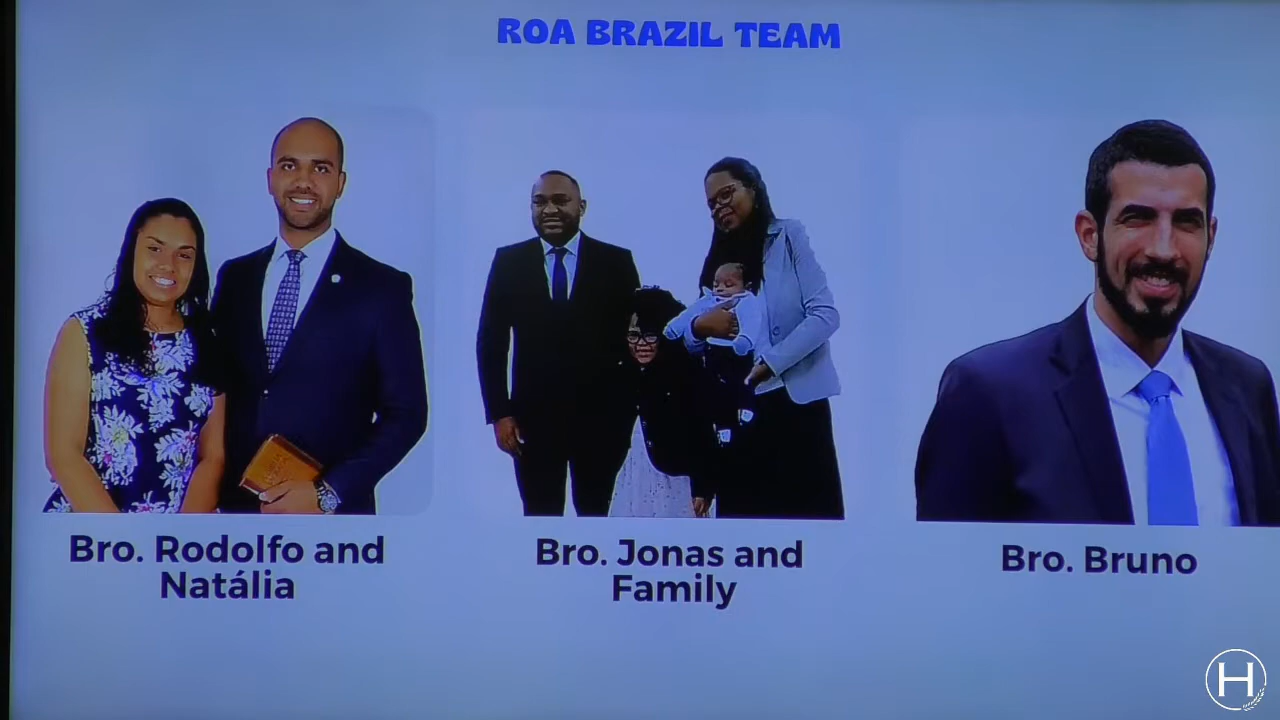 ROA BRAZIL TEAM
Bro. Rodolfo and
Natália
Bro. Jonas and
Family
Bro. Bruno
H